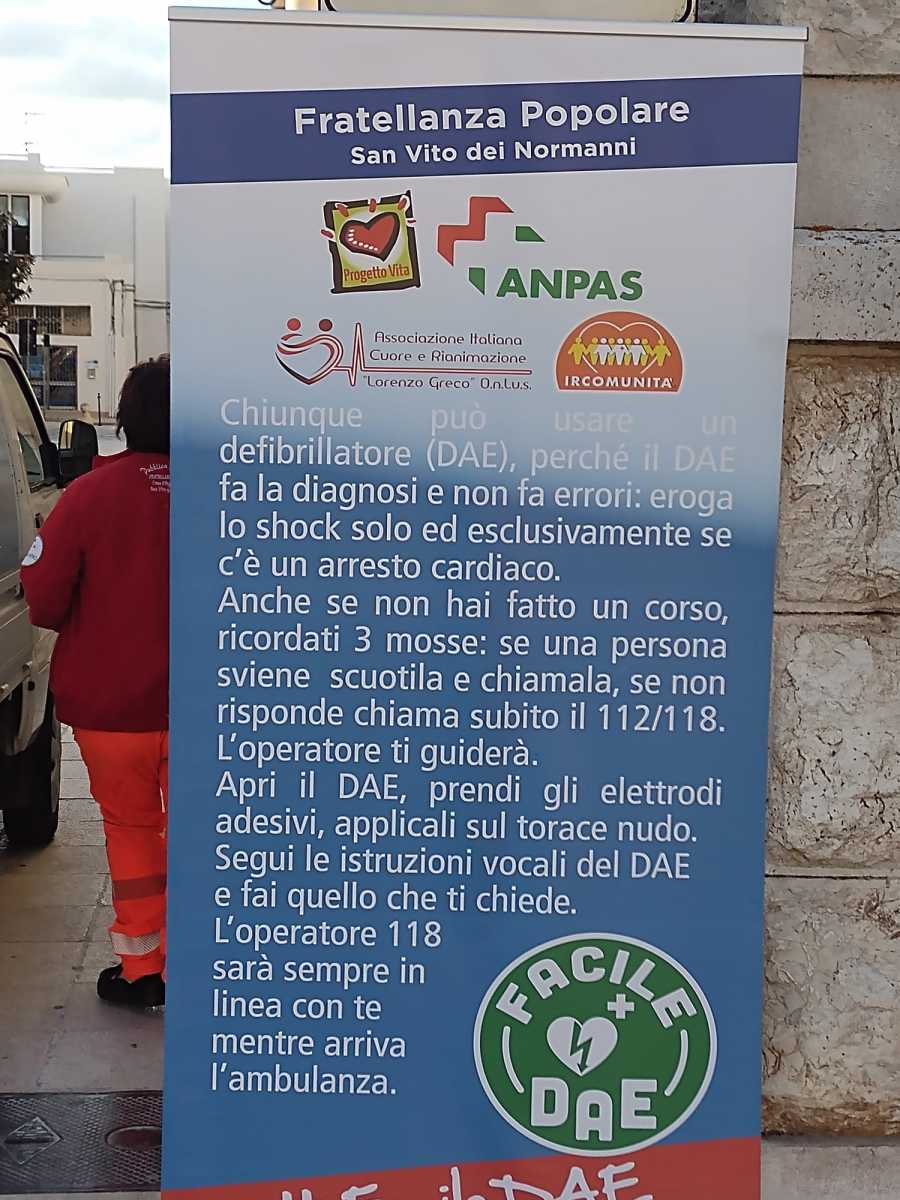 Fratellanza Popolare
San Vito dei Normanni
Progetto Vita
ANPAS
Associazione Italiana
Cuore e Rianimazione
"Lorenzo Greco" O.n.l.u.s.
IRCOMUNITA'
Chiunque può usare un
defibrillatore (DAE), perché il DAE
fa la diagnosi e non fa errori: eroga
lo shock solo ed esclusivamente se
c'è un arresto cardiaco.
Anche se non hai fatto un corso,
ricordati 3 mosse: se una persona
sviene scuotila e chiamala, se non
risponde chiama subito il 112/118.
L'operatore ti guiderà.
Apri il DAE, prendi gli elettrodi
adesivi, applicali sul torace nudo.
Segui le istruzioni vocali del DAE
e fai quello che ti chiede.
L'operatore 118
sarà sempre in
linea con te
mentre arriva
l'ambulanza.
FACILE
DAE
il DAE